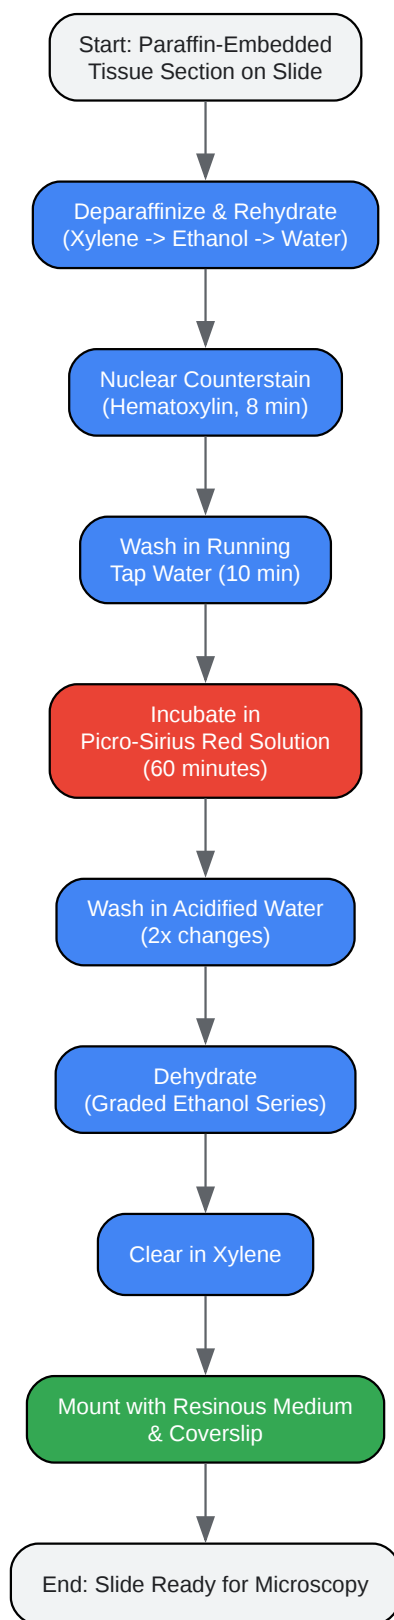 Start: Paraffin-Embedded
Tissue Section on Slide
Deparaffinize & Rehydrate
(Xylene -> Ethanol -> Water)
Nuclear Counterstain
(Hematoxylin, 8 min)
Wash in Running
Tap Water (10 min)
Incubate in
Picro-Sirius Red Solution
(60 minutes)
Wash in Acidified Water
(2x changes)
Dehydrate
(Graded Ethanol Series)
Clear in Xylene
Mount with Resinous Medium
& Coverslip
End: Slide Ready for Microscopy